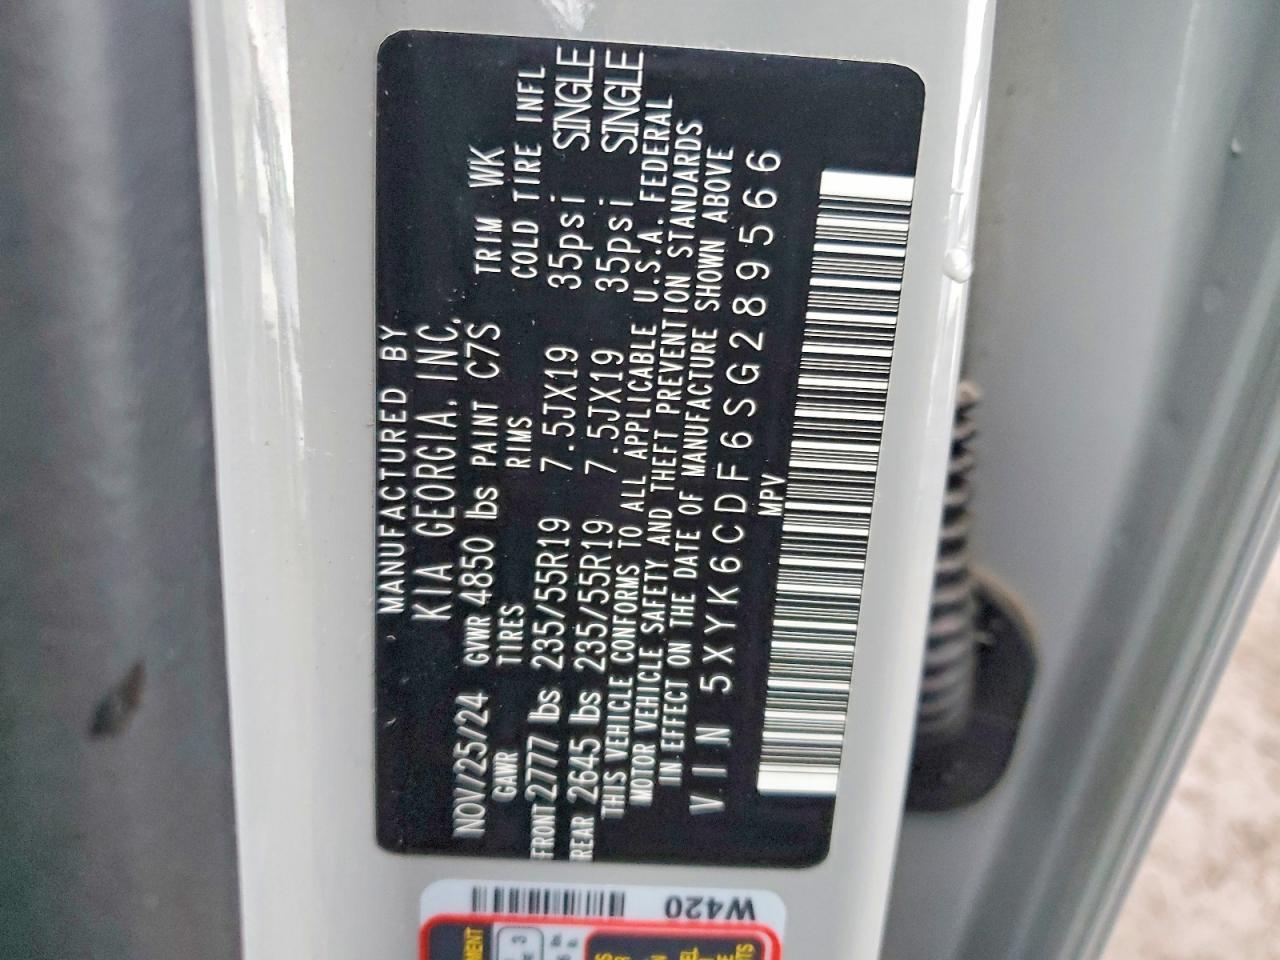 MANUFACTURED BY
KIA GEORGIA, INC.
NOV/25/24 GVWR 4850 lbs PAINT C7S TRIM WK
GAWR TIRES RIMS COLD TIRE INFL
FRONT 2777 lbs 235/55R19 7.5JX19 35psi SINGLE
REAR 2645 lbs 235/55R19 7.5JX19 35psi SINGLE
THIS VEHICLE CONFORMS TO ALL APPLICABLE U.S.A. FEDERAL
MOTOR VEHICLE SAFETY AND THEFT PREVENTION STANDARDS
IN EFFECT ON THE DATE OF MANUFACTURE SHOWN ABOVE
VIN 5XYK6CDF6SG289566
MPV
W420